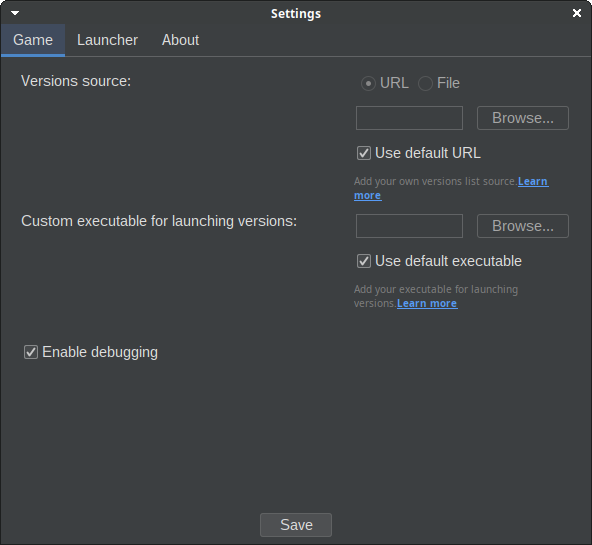 Settings
Game Launcher About
Versions source:
URL File
Browse...
Use default URL
Add your own versions list source.Learn
more
Custom executable for launching versions:
Browse...
Use default executable
Add your executable for launching
versions.Learn more
Enable debugging
Save